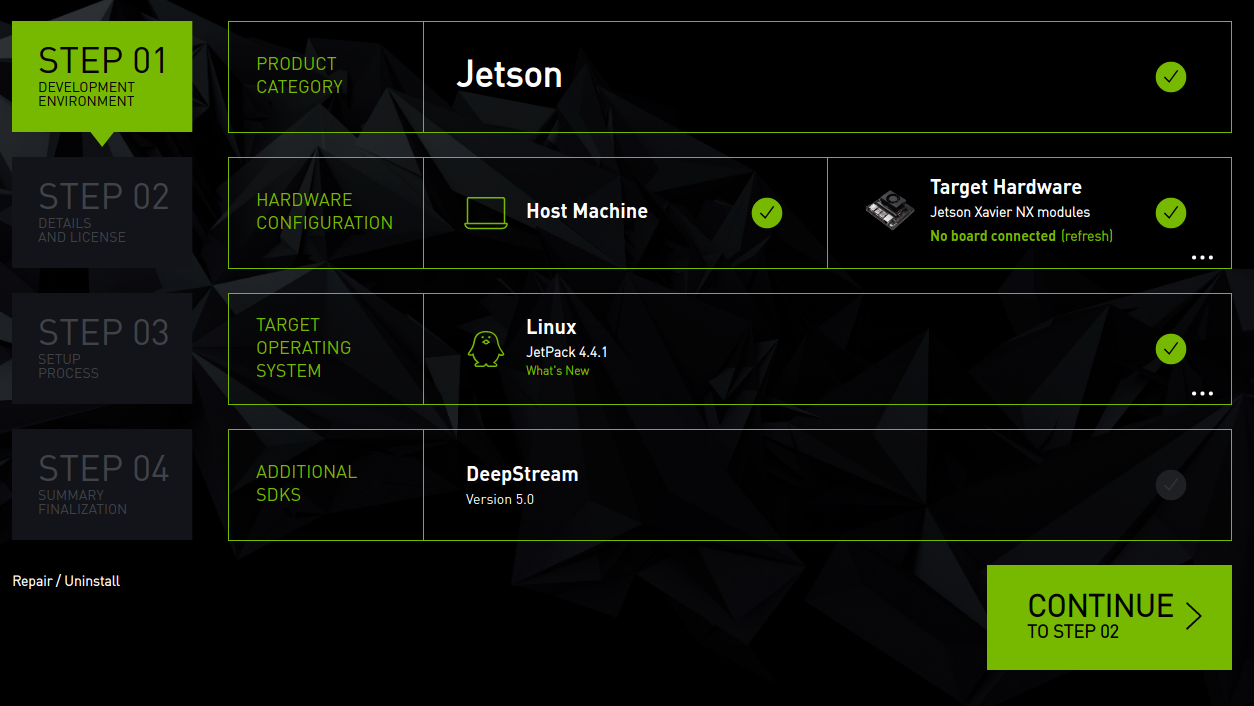 STEP 01
DEVELOPMENT
ENVIRONMENT
PRODUCT
CATEGORY
Jetson
STEP 02
DETAILS
AND LICENSE
HARDWARE
CONFIGURATION
Host Machine
Target Hardware
Jetson Xavier NX modules
No board connected (refresh)
STEP 03
SETUP
PROCESS
TARGET
OPERATING
SYSTEM
Linux
JetPack 4.4.1
What's New
STEP 04
SUMMARY
FINALIZATION
ADDITIONAL
SDKS
DeepStream
Version 5.0
Repair / Uninstall
CONTINUE
TO STEP 02